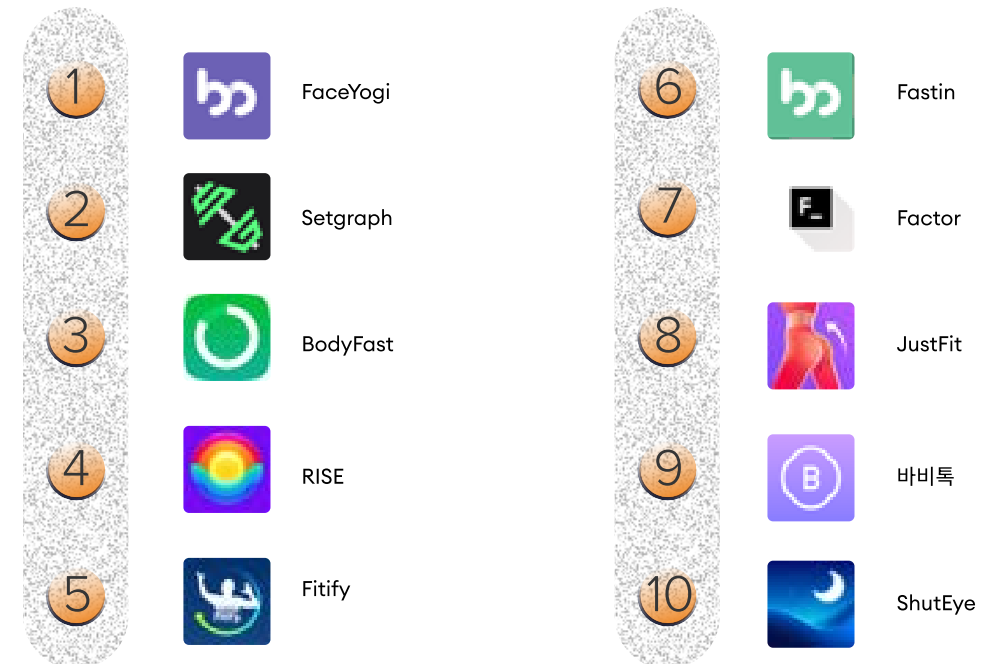 1
FaceYogi
2
Setgraph
3
BodyFast
4
RISE
5
Fitify
6
Fastin
7
F_
Factor
8
JustFit
9
B
바비톡
10
ShutEye